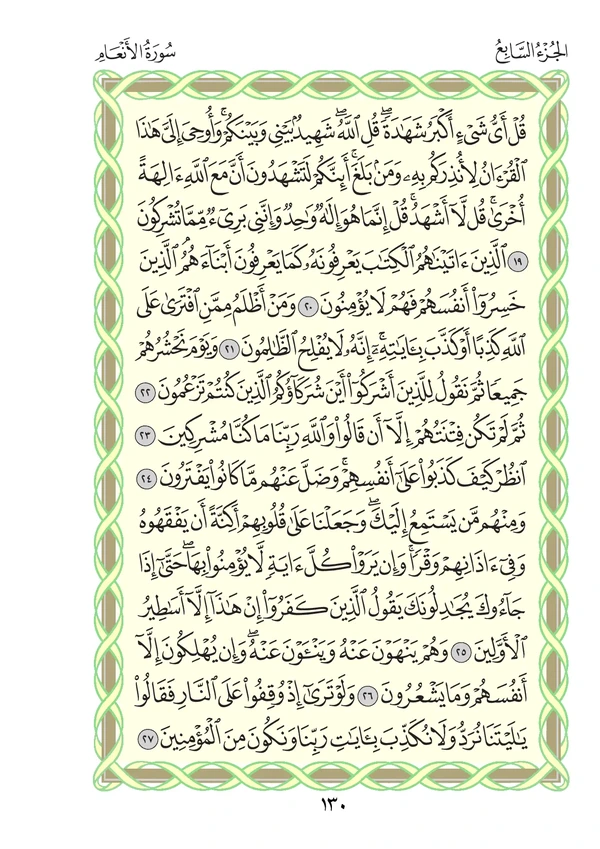 الجُزْءُ السَّابِعُ
سُورَةُ الأَنْعَامِ
قُلْ أَىُّ شَىْءٍ أَكْبَرُ شَهَٰدَةً ۖ قُلِ ٱللَّهُ ۖ شَهِيدٌۢ بَيْنِى وَبَيْنَكُمْ ۚ وَأُوحِىَ إِلَىَّ هَٰذَا
ٱلْقُرْءَانُ لِأُنذِرَكُم بِهِۦ وَمَنۢ بَلَغَ ۚ أَئِنَّكُمْ لَتَشْهَدُونَ أَنَّ مَعَ ٱللَّهِ ءَالِهَةً
أُخْرَىٰ ۚ قُل لَّآ أَشْهَدُ ۚ قُلْ إِنَّمَا هُوَ إِلَٰهٌ وَٰحِدٌ وَإِنَّنِى بَرِىٓءٌ مِّمَّا تُشْرِكُونَ
١٩ ٱلَّذِينَ ءَاتَيْنَٰهُمُ ٱلْكِتَٰبَ يَعْرِفُونَهُۥ كَمَا يَعْرِفُونَ أَبْنَآءَهُمُ ۘ ٱلَّذِينَ
خَسِرُوٓا۟ أَنفُسَهُمْ فَهُمْ لَا يُؤْمِنُونَ ٢٠ وَمَنْ أَظْلَمُ مِمَّنِ ٱفْتَرَىٰ عَلَى
ٱللَّهِ كَذِبًا أَوْ كَذَّبَ بِـَٔايَٰتِهِۦٓ ۗ إِنَّهُۥ لَا يُفْلِحُ ٱلظَّٰلِمُونَ ٢١ وَيَوْمَ نَحْشُرُهُمْ
جَمِيعًا ثُمَّ نَقُولُ لِلَّذِينَ أَشْرَكُوٓا۟ أَيْنَ شُرَكَآؤُكُمُ ٱلَّذِينَ كُنتُمْ تَزْعُمُونَ ٢٢
ثُمَّ لَمْ تَكُن فِتْنَتُهُمْ إِلَّآ أَن قَالُوا۟ وَٱللَّهِ رَبِّنَا مَا كُنَّا مُشْرِكِينَ ٢٣
ٱنظُرْ كَيْفَ كَذَبُوا۟ عَلَىٰٓ أَنفُسِهِمْ ۚ وَضَلَّ عَنْهُم مَّا كَانُوا۟ يَفْتَرُونَ ٢٤
وَمِنْهُم مَّن يَسْتَمِعُ إِلَيْكَ ۖ وَجَعَلْنَا عَلَىٰ قُلُوبِهِمْ أَكِنَّةً أَن يَفْقَهُوهُ
وَفِىٓ ءَاذَانِهِمْ وَقْرًا ۚ وَإِن يَرَوْا۟ كُلَّ ءَايَةٍ لَّا يُؤْمِنُوا۟ بِهَا ۚ حَتَّىٰٓ إِذَا
جَآءُوكَ يُجَٰدِلُونَكَ يَقُولُ ٱلَّذِينَ كَفَرُوٓا۟ إِنْ هَٰذَآ إِلَّآ أَسَٰطِيرُ
ٱلْأَوَّلِينَ ٢٥ وَهُمْ يَنْهَوْنَ عَنْهُ وَيَنْـَٔوْنَ عَنْهُ ۖ وَإِن يُهْلِكُونَ إِلَّآ
أَنفُسَهُمْ وَمَا يَشْعُرُونَ ٢٦ وَلَوْ تَرَىٰٓ إِذْ وُقِفُوا۟ عَلَى ٱلنَّارِ فَقَالُوا۟
يَٰلَيْتَنَا نُرَدُّ وَلَا نُكَذِّبَ بِـَٔايَٰتِ رَبِّنَا وَنَكُونَ مِنَ ٱلْمُؤْمِنِينَ ٢٧
١٣٠